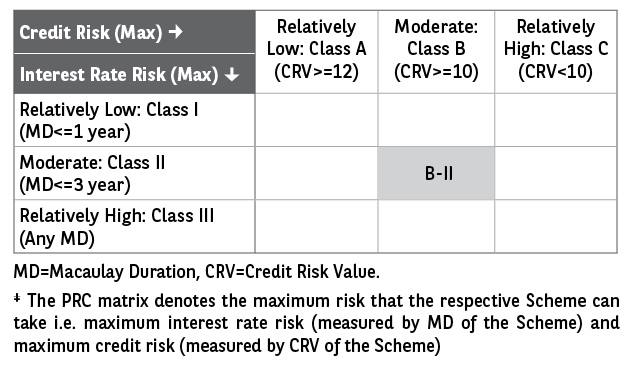 Credit Risk (Max) →
Interest Rate Risk (Max) ↓
Relatively
Low: Class A
(CRV>=12)
Moderate:
Class B
(CRV>=10)
Relatively
High: Class C
(CRV<10)
Relatively Low: Class I
(MD<=1 year)
Moderate: Class II
(MD<=3 year)
B-II
Relatively High: Class III
(Any MD)
MD=Macaulay Duration, CRV=Credit Risk Value.
‡ The PRC matrix denotes the maximum risk that the respective Scheme can
take i.e. maximum interest rate risk (measured by MD of the Scheme) and
maximum credit risk (measured by CRV of the Scheme)